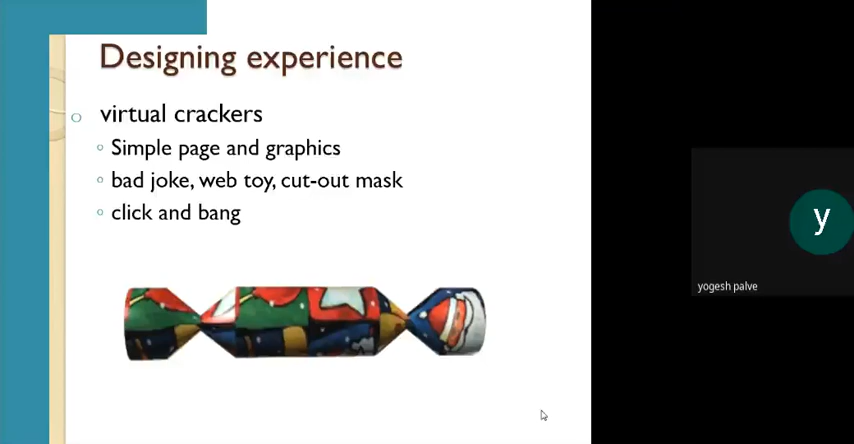 Designing experience
virtual crackers
Simple page and graphics
bad joke, web toy, cut-out mask
click and bang
y
yogesh palve